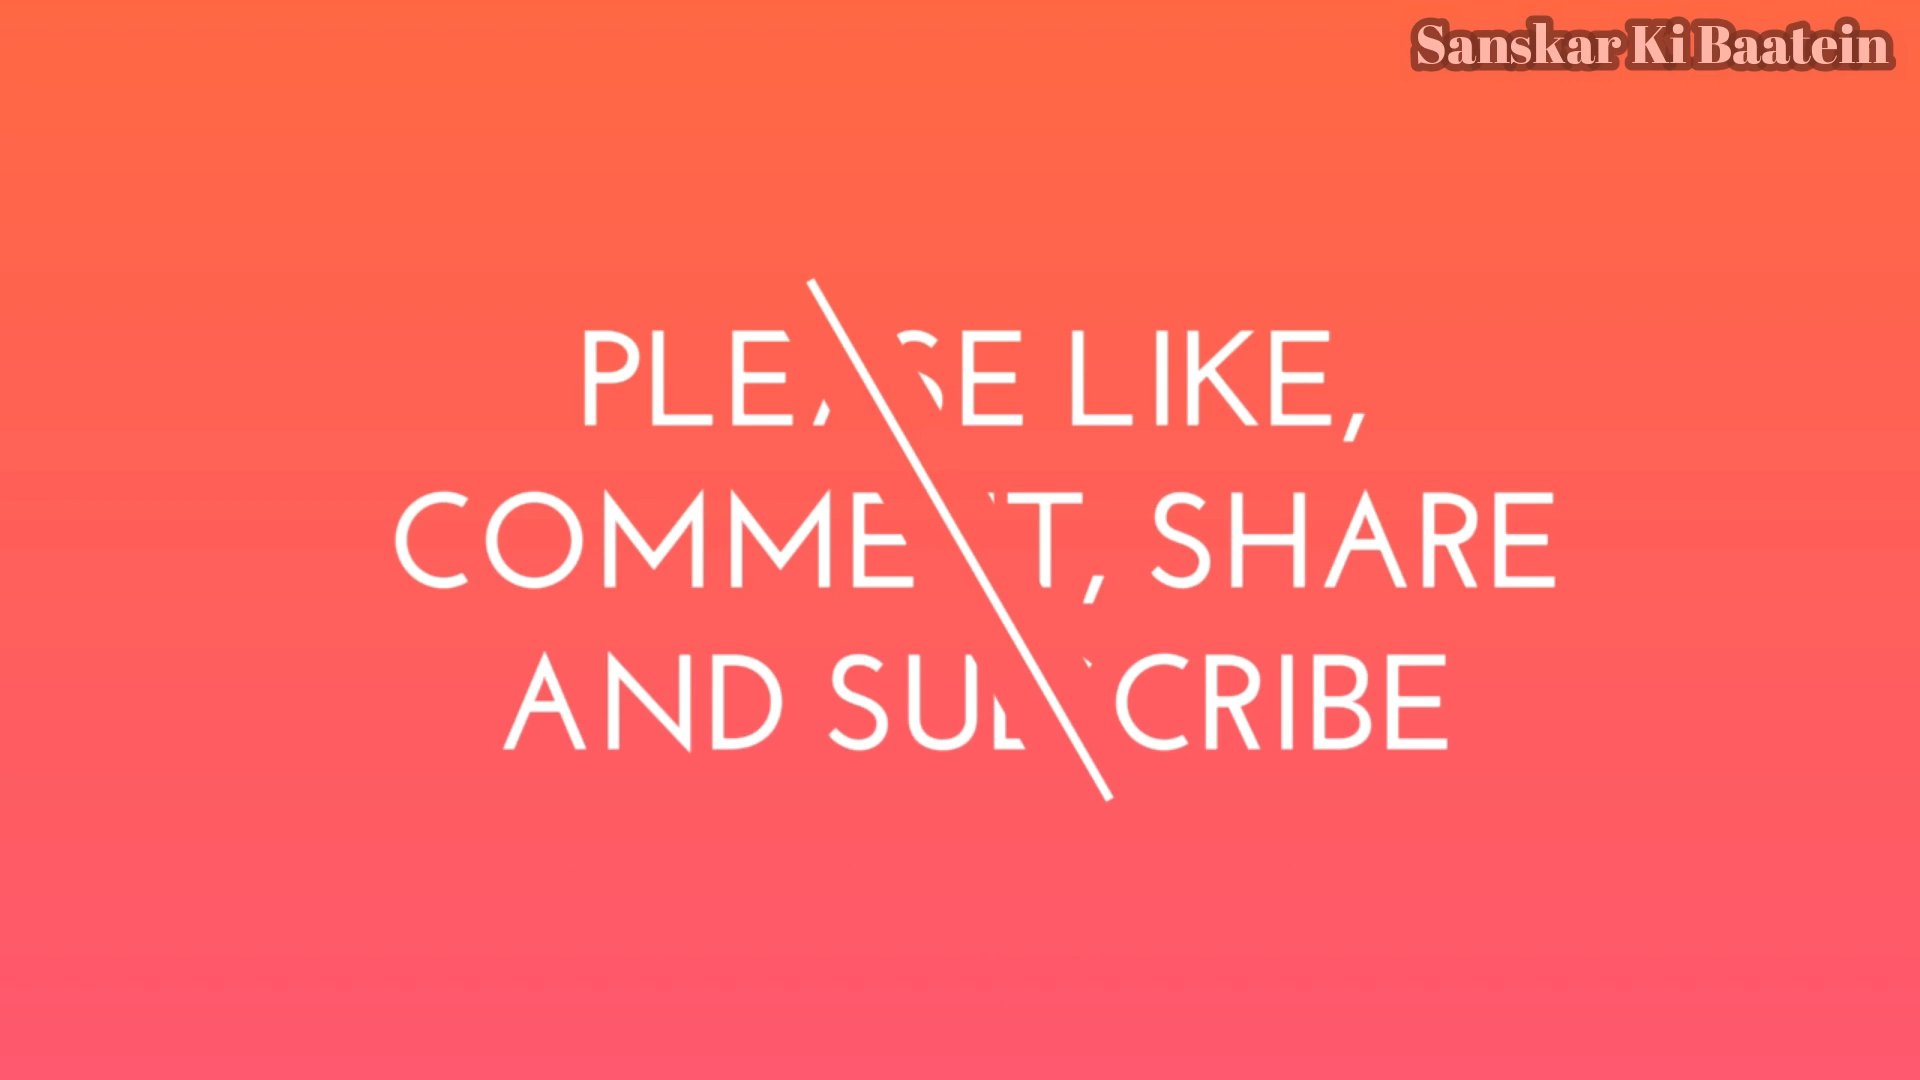 Sanskar Ki Baatein
PLEASE LIKE,
COMMENT, SHARE
AND SUBSCRIBE